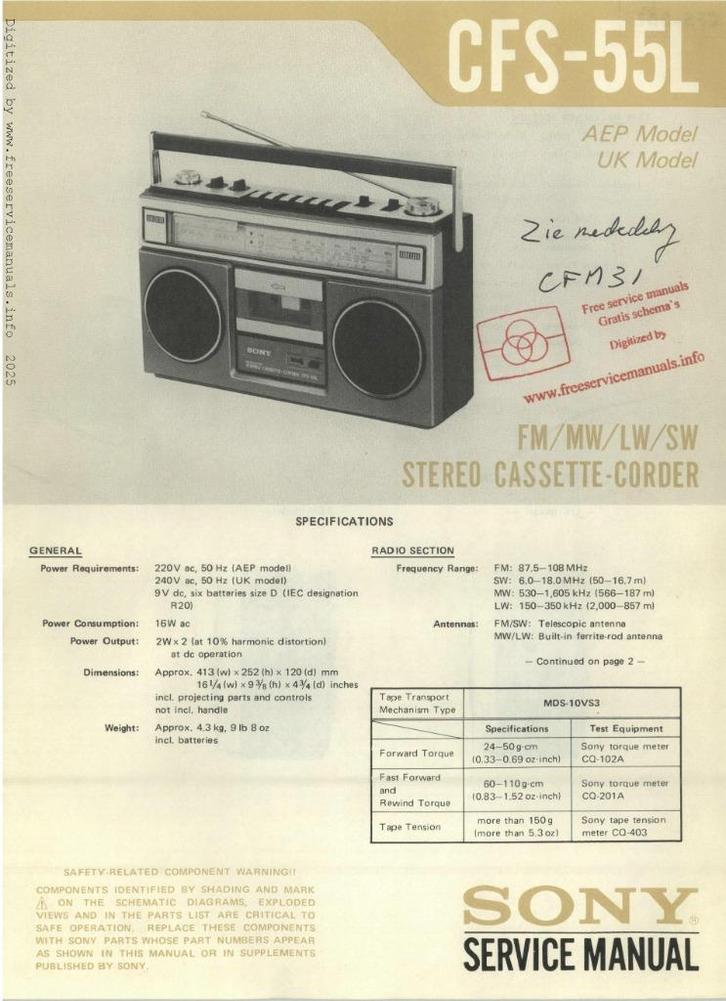 CFS-55L
AEP Model
UK Model
Zie
CFM31
Free service manuals
Gratis schema's
Digitized by
www.freeservicemanuals.info
Digitized by www.freeservicemanuals.info 2025
SONY
FM/MW/LW/SW
STEREO CASSETTE-CORDER
SPECIFICATIONS
GENERAL
Power Requirements: 220V ac, 50 Hz (AEP model)
240V ac, 50 Hz (UK model)
9V dc, six batteries size D (IEC designation
R20)
Power Consumption: 16W ac
Power Output: 2W x 2 (at 10% harmonic distortion)
at dc operation
Dimensions: Approx. 413 (w) x 252 (h) x 120 (d) mm
16 1/4 (w) x 9 3/8 (h) x 4 3/4 (d) inches
incl. projecting parts and controls
not incl. handle
Weight: Approx. 4.3 kg, 9 lb 8 oz
incl. batteries
RADIO SECTION
Frequency Range: FM: 87.5–108 MHz
SW: 6.0–18.0 MHz (50–16.7 m)
MW: 530–1,605 kHz (566–187 m)
LW: 150–350 kHz (2,000–857 m)
Antennas: FM/SW: Telescopic antenna
MW/LW: Built-in ferrite-rod antenna
– Continued on page 2 –
Tape Transport
Mechanism Type
MDS-10VS3
Specifications Test Equipment
Forward Torque
24–50 g·cm
(0.33–0.69 oz·inch)
Sony torque meter
CQ-102A
Fast Forward
and
Rewind Torque
60–110 g·cm
(0.83–1.52 oz·inch)
Sony torque meter
CQ-201A
Tape Tension
more than 150 g
(more than 5.3 oz)
Sony tape tension
meter CQ-403
SAFETY-RELATED COMPONENT WARNING!!
COMPONENTS IDENTIFIED BY SHADING AND MARK
⚠ ON THE SCHEMATIC DIAGRAMS, EXPLODED
VIEWS AND IN THE PARTS LIST ARE CRITICAL TO
SAFE OPERATION. REPLACE THESE COMPONENTS
WITH SONY PARTS WHOSE PART NUMBERS APPEAR
AS SHOWN IN THIS MANUAL OR IN SUPPLEMENTS
PUBLISHED BY SONY.
SONY®
SERVICE MANUAL